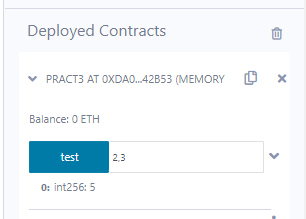 Deployed Contracts
PRACT3 AT 0XDA0...42B53 (MEMORY
Balance: 0 ETH
test 2,3
0: int256: 5